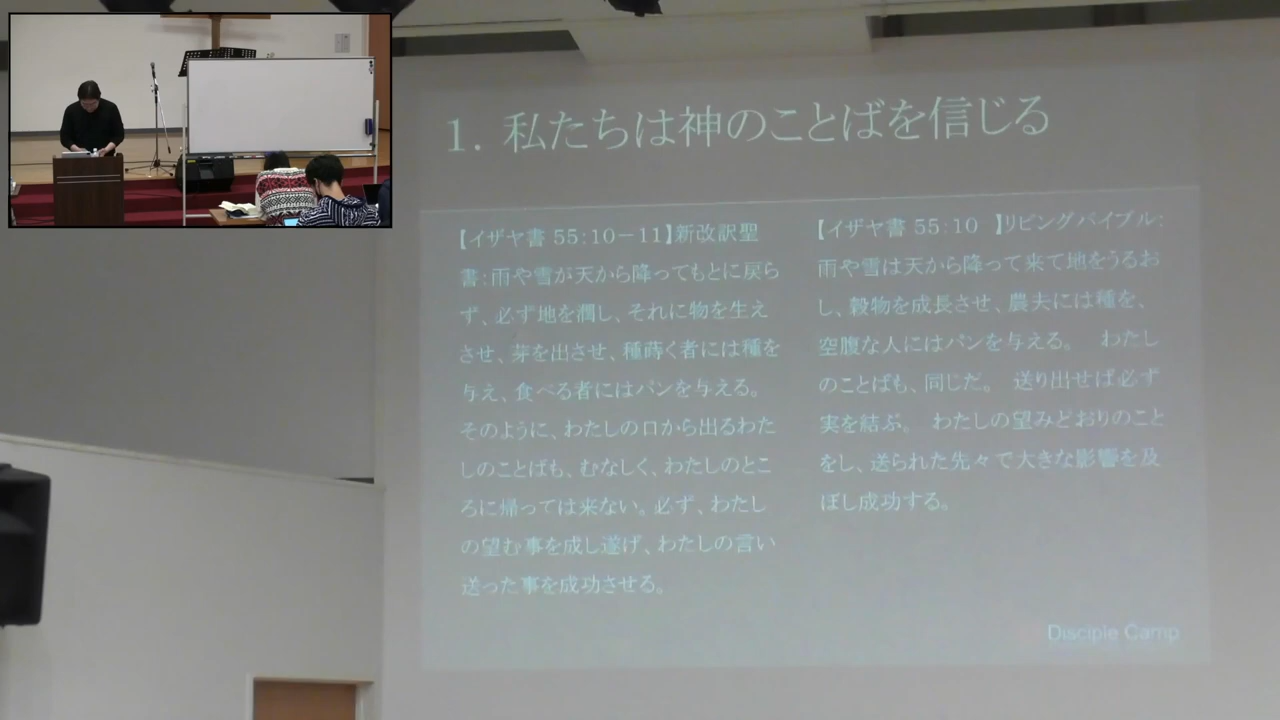 1. 私たちは神のことばを信じる
【イザヤ書 55:10－11】新改訳聖
書:雨や雪が天から降ってもとに戻ら
ず、必ず地を潤し、それに物を生え
させ、芽を出させ、種蒔く者には種を
与え、食べる者にはパンを与える。
そのように、わたしの口から出るわた
しのことばも、むなしく、わたしのとこ
ろに帰っては来ない。必ず、わたし
の望む事を成し遂げ、わたしの言い
送った事を成功させる。
【イザヤ書 55:10 】リビングバイブル:
雨や雪は天から降って来て地をうるお
し、穀物を成長させ、農夫には種を、
空腹な人にはパンを与える。 わたし
のことばも、同じだ。 送り出せば必ず
実を結ぶ。 わたしの望みどおりのこと
をし、送られた先々で大きな影響を及
ぼし成功する。
Disciple Camp